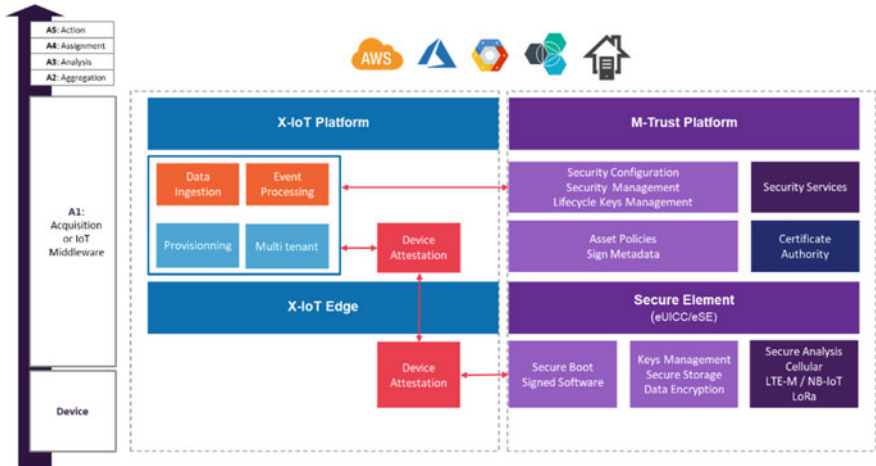 A5: Action
A4: Assignment
A3: Analysis
A2: Aggregation
AWS
X-IoT Platform
M-Trust Platform
Data
Ingestion
Event
Processing
Security Configuration
Security Management
Lifecycle Keys Management
Security Services
A1:
Acquisition
or IoT
Middleware
Provisionning
Multi tenant
Device
Attestation
Asset Policies
Sign Metadata
Certificate
Authority
X-IoT Edge
Secure Element
(eUICC/eSE)
Device
Attestation
Secure Boot
Signed Software
Keys Management
Secure Storage
Data Encryption
Secure Analysis
Cellular
LTE-M / NB-IoT
LoRa
Device